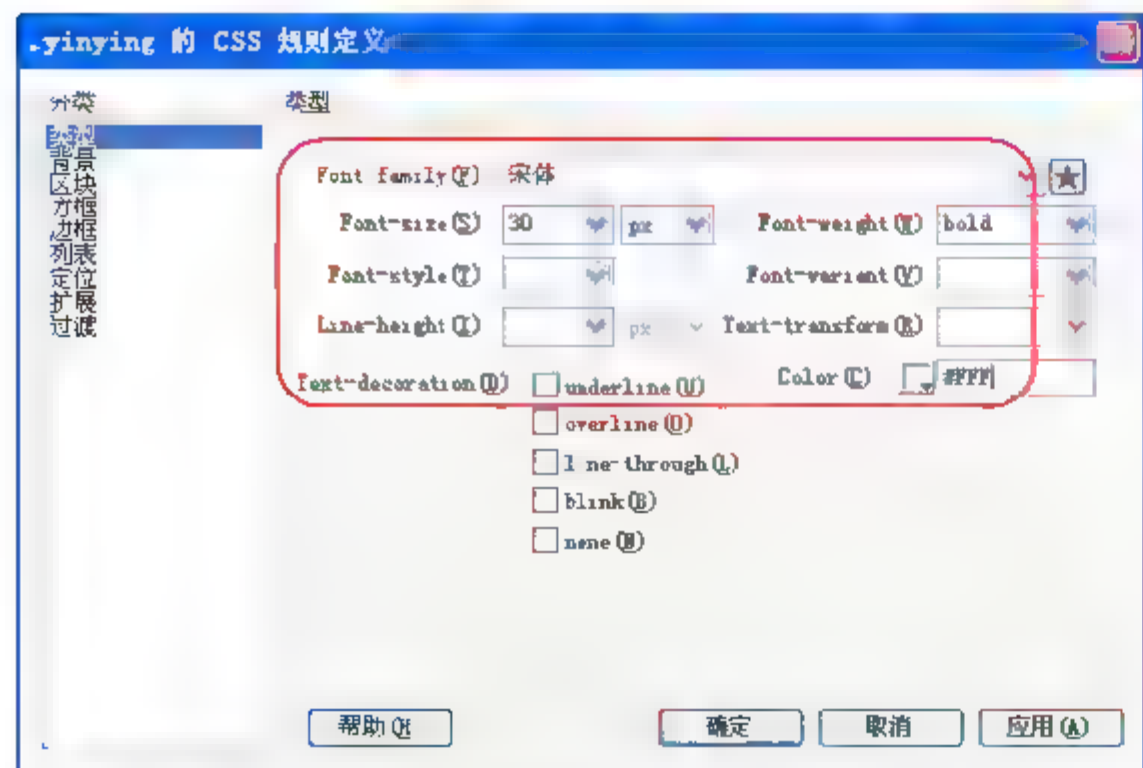 .yinying 的 CSS 规则定义
分类
类型
背景
区块
方框
边框
列表
定位
扩展
过渡
类型
Font family(F) 宋体
Font-size(S) 30 px Font-weight(W) bold
Font-style(T) Font-variant(V)
Line-height(I) px Text-transform(R)
Text-decoration(D) underline(U) Color(C) #FFF
overline(O)
line-through(L)
blink(B)
none(N)
帮助(H) 确定 取消 应用(A)